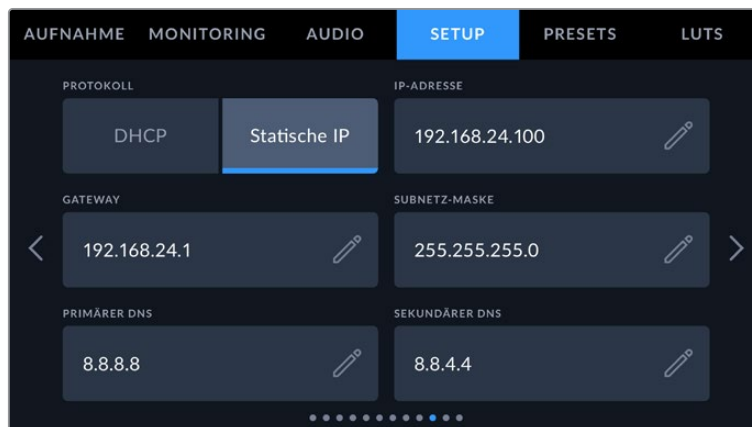 AUFNAHME MONITORING AUDIO SETUP PRESETS LUTS
PROTOKOLL
DHCP Statische IP
IP-ADRESSE
192.168.24.100
GATEWAY
192.168.24.1
SUBNETZ-MASKE
255.255.255.0
PRIMÄRER DNS
8.8.8.8
SEKUNDÄRER DNS
8.8.4.4